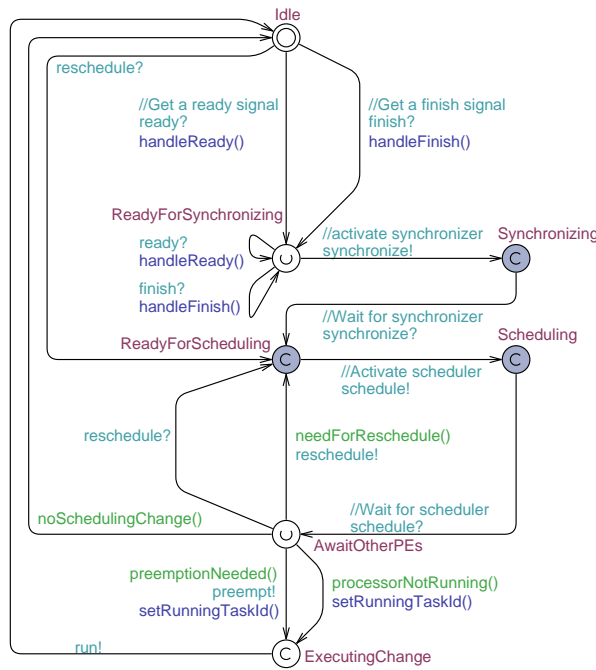 Idle
reschedule?
//Get a ready signal
ready?
handleReady()
//Get a finish signal
finish?
handleFinish()
ReadyForSynchronizing
ready?
handleReady()
finish?
handleFinish()
//activate synchronizer
synchronize!
Synchronizing
C
//Wait for synchronizer
synchronize?
ReadyForScheduling
C
//Activate scheduler
schedule!
Scheduling
C
reschedule?
needForReschedule()
reschedule!
noSchedulingChange()
//Wait for scheduler
schedule?
AwaitOtherPEs
preemptionNeeded()
preempt!
setRunningTaskId()
processorNotRunning()
setRunningTaskId()
run!
C
ExecutingChange